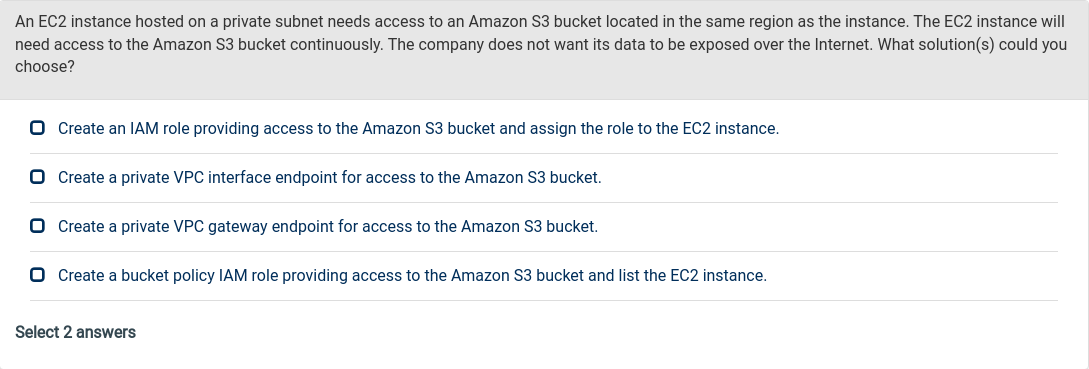 An EC2 instance hosted on a private subnet needs access to an Amazon S3 bucket located in the same region as the instance. The EC2 instance will
need access to the Amazon S3 bucket continuously. The company does not want its data to be exposed over the Internet. What solution(s) could you
choose?
Create an IAM role providing access to the Amazon S3 bucket and assign the role to the EC2 instance.
Create a private VPC interface endpoint for access to the Amazon S3 bucket.
Create a private VPC gateway endpoint for access to the Amazon S3 bucket.
Create a bucket policy IAM role providing access to the Amazon S3 bucket and list the EC2 instance.
Select 2 answers